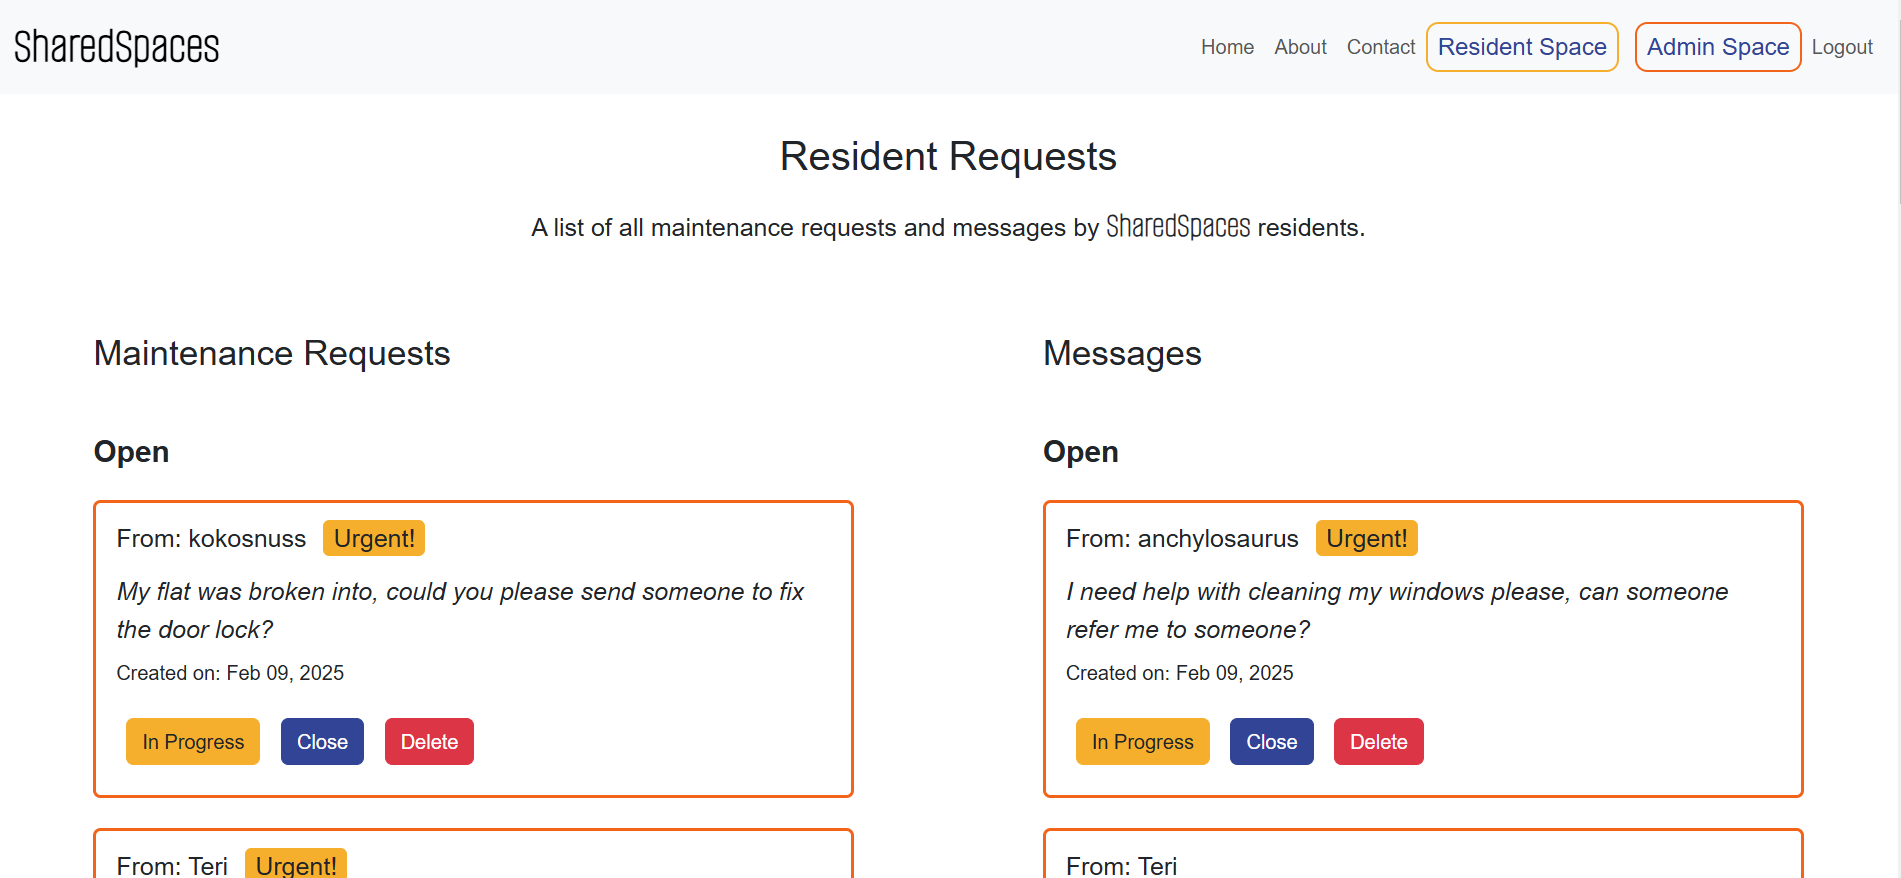 SharedSpaces
Home About Contact Resident Space Admin Space Logout
Resident Requests
A list of all maintenance requests and messages by SharedSpaces residents.
Maintenance Requests
Open
From: kokosnuss Urgent!
My flat was broken into, could you please send someone to fix
the door lock?
Created on: Feb 09, 2025
In Progress Close Delete
From: Teri Urgent!
Messages
Open
From: anchylosaurus Urgent!
I need help with cleaning my windows please, can someone
refer me to someone?
Created on: Feb 09, 2025
In Progress Close Delete
From: Teri